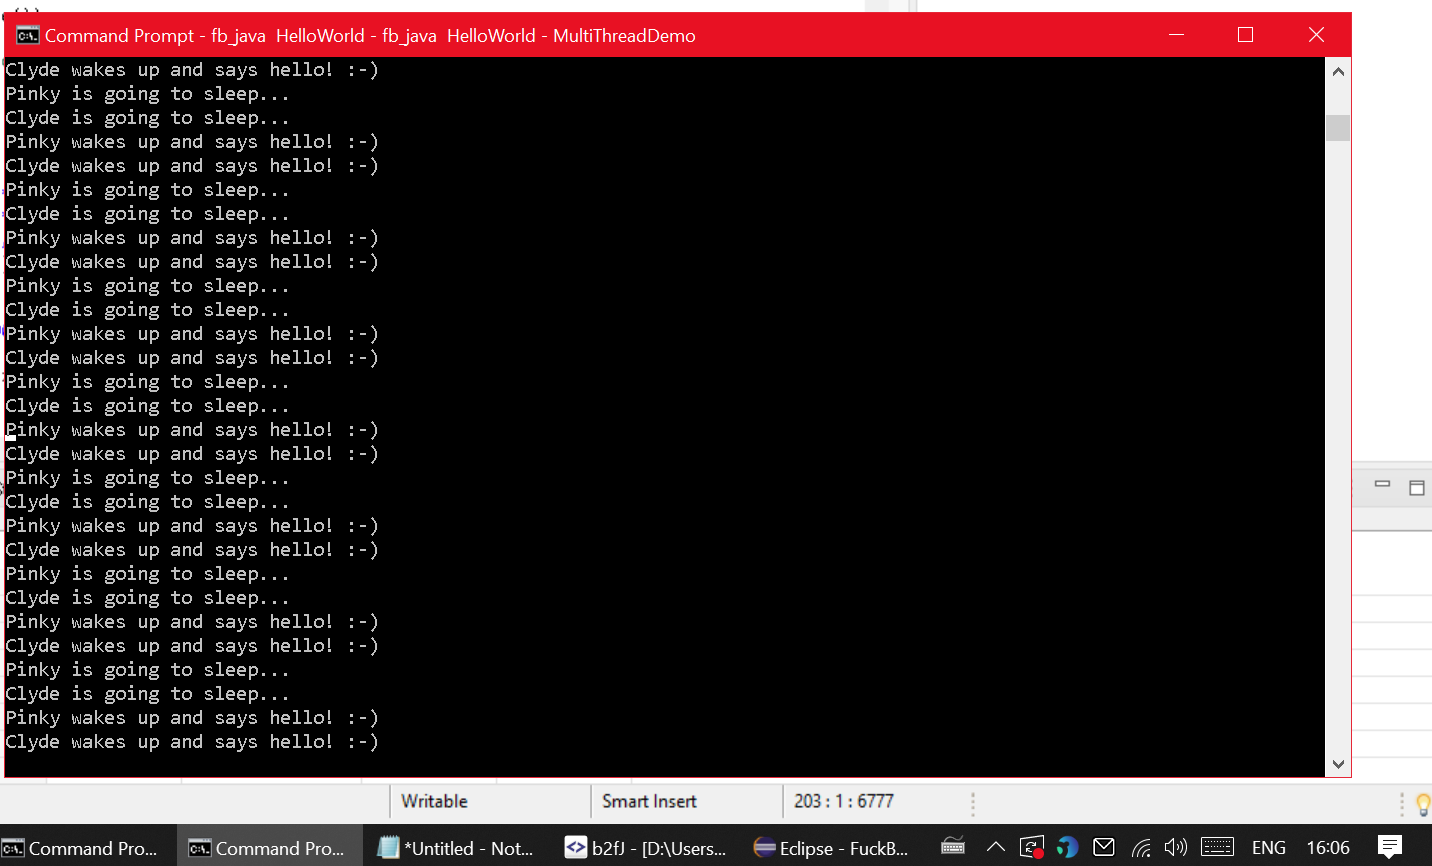 Command Prompt - fb_java  HelloWorld - fb_java  HelloWorld - MultiThreadDemo
Clyde wakes up and says hello! :-)
Pinky is going to sleep...
Clyde is going to sleep...
Pinky wakes up and says hello! :-)
Clyde wakes up and says hello! :-)
Pinky is going to sleep...
Clyde is going to sleep...
Pinky wakes up and says hello! :-)
Clyde wakes up and says hello! :-)
Pinky is going to sleep...
Clyde is going to sleep...
Pinky wakes up and says hello! :-)
Clyde wakes up and says hello! :-)
Pinky is going to sleep...
Clyde is going to sleep...
Pinky wakes up and says hello! :-)
Clyde wakes up and says hello! :-)
Pinky is going to sleep...
Clyde is going to sleep...
Pinky wakes up and says hello! :-)
Clyde wakes up and says hello! :-)
Pinky is going to sleep...
Clyde is going to sleep...
Pinky wakes up and says hello! :-)
Clyde wakes up and says hello! :-)
Pinky is going to sleep...
Clyde is going to sleep...
Pinky wakes up and says hello! :-)
Clyde wakes up and says hello! :-)
Writable Smart Insert 203 : 1 : 6777
Command Pro... Command Pro... *Untitled - Not... b2fJ - [D:\Users... Eclipse - FuckB... ENG 16:06